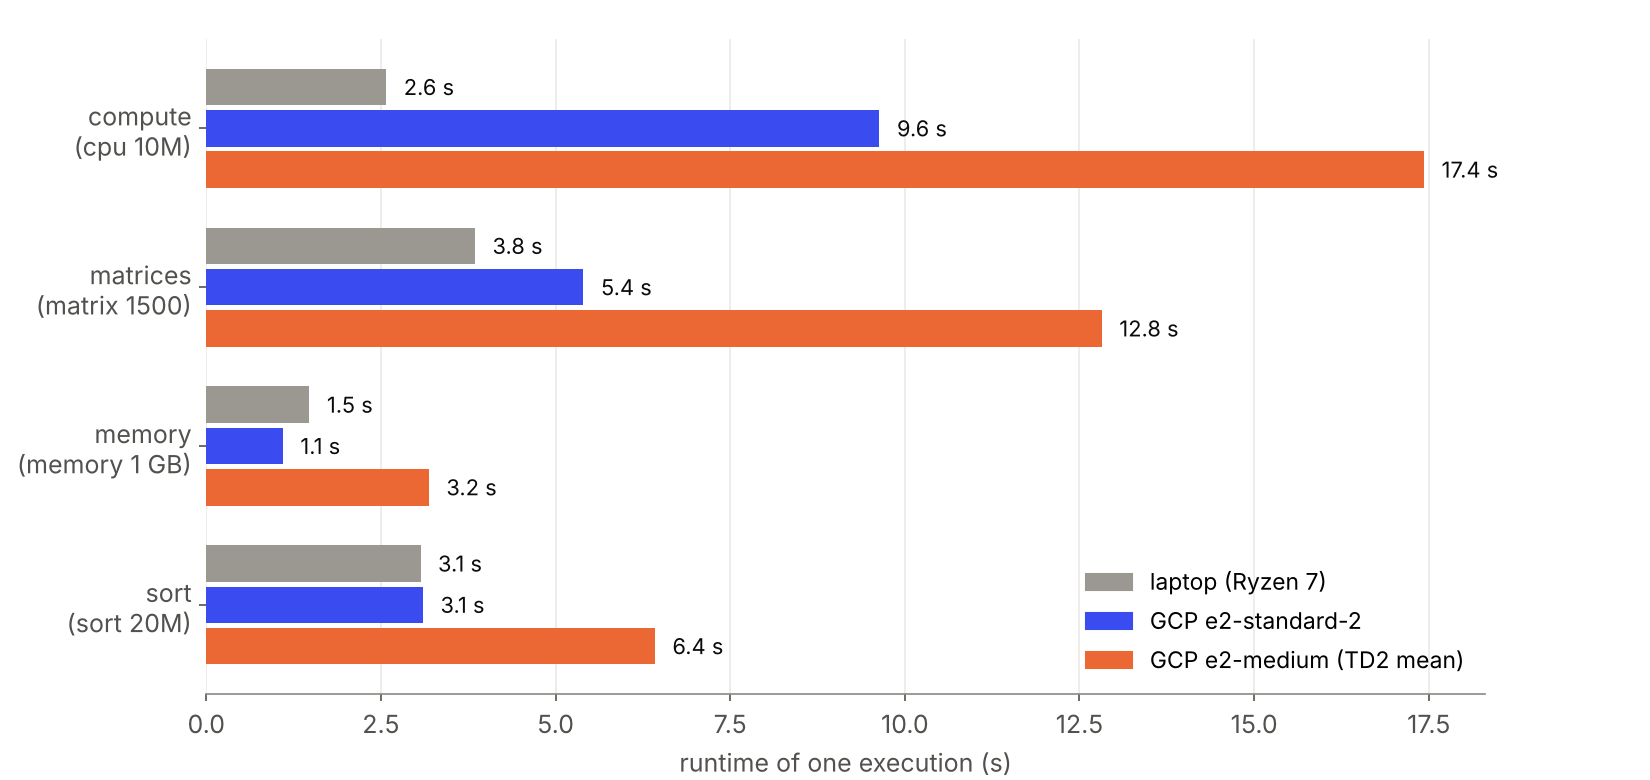 compute
(cpu 10M)
2.6 s
9.6 s
17.4 s
matrices
(matrix 1500)
3.8 s
5.4 s
12.8 s
memory
(memory 1 GB)
1.5 s
1.1 s
3.2 s
sort
(sort 20M)
3.1 s
3.1 s
6.4 s
laptop (Ryzen 7)
GCP e2-standard-2
GCP e2-medium (TD2 mean)
0.0 2.5 5.0 7.5 10.0 12.5 15.0 17.5
runtime of one execution (s)